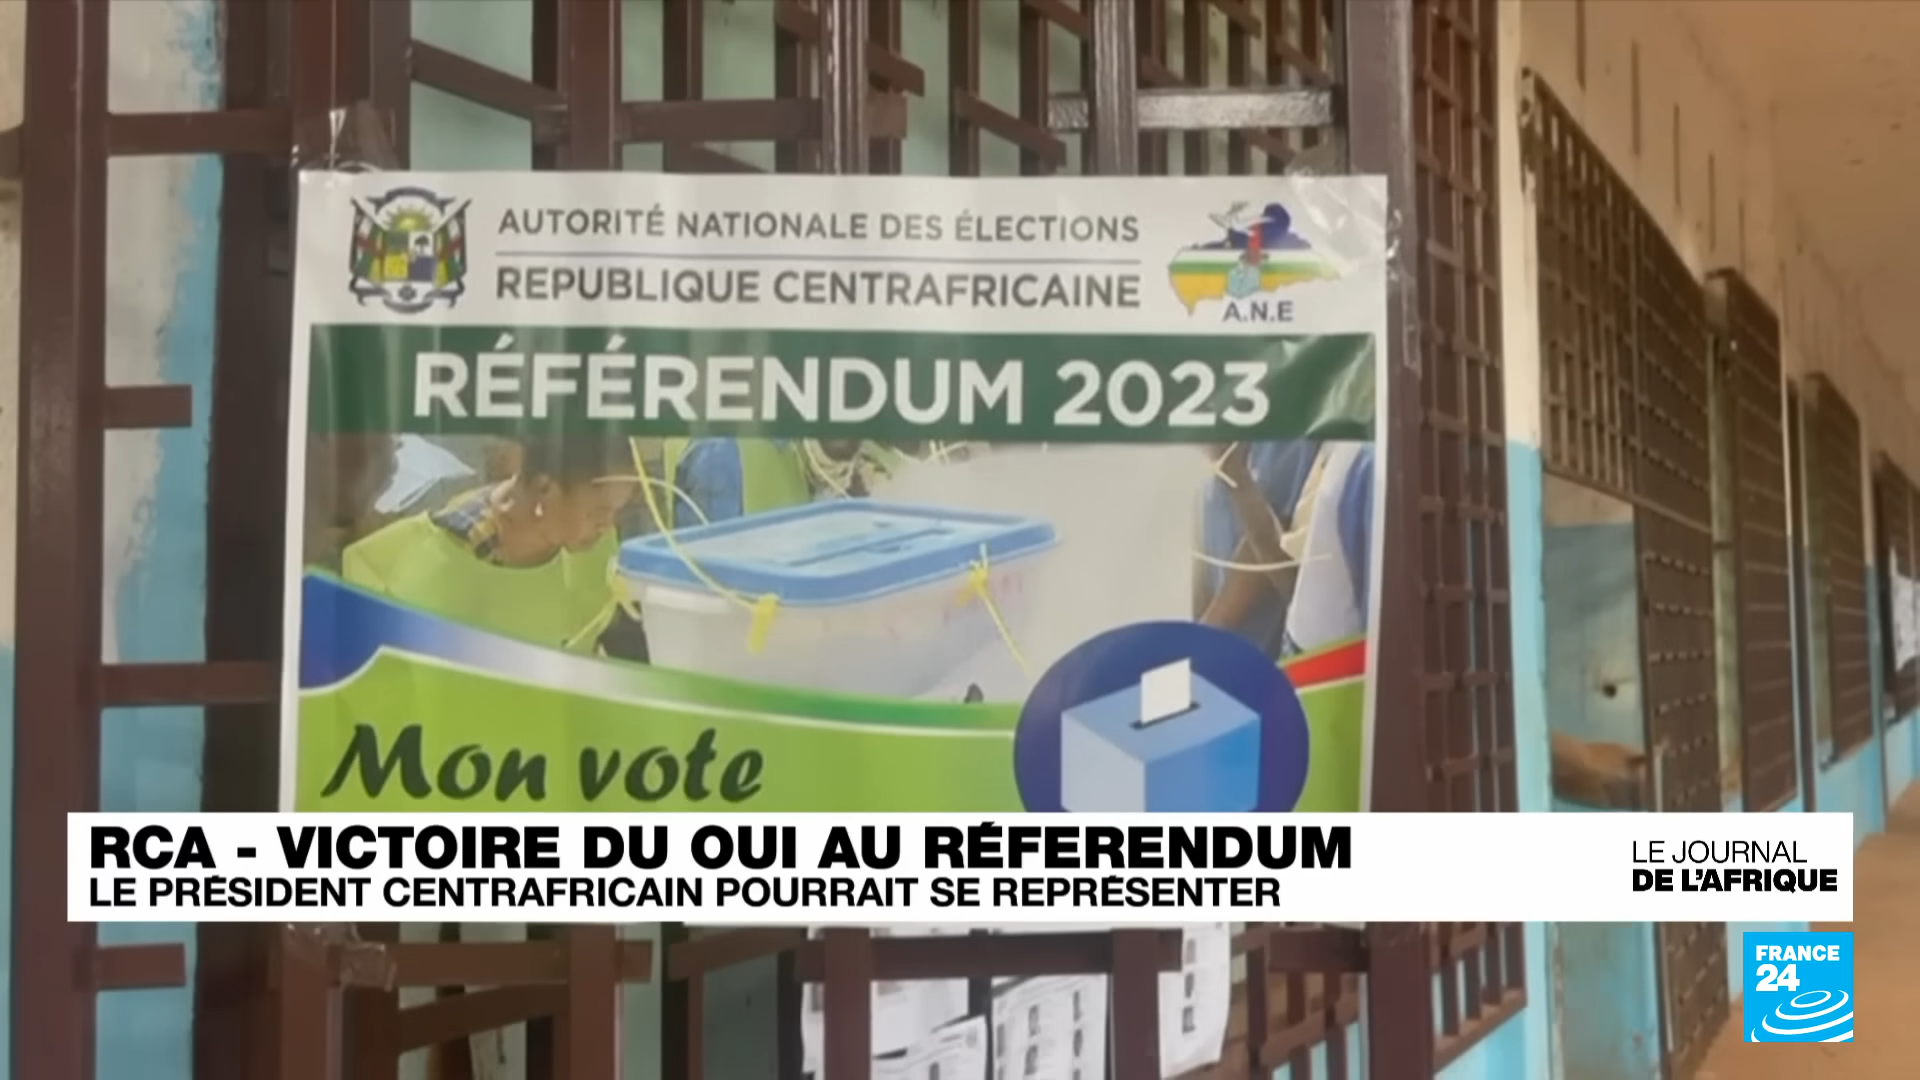 AUTORITÉ NATIONALE DES ÉLECTIONS
REPUBLIQUE CENTRAFRICAINE
A.N.E
RÉFÉRENDUM 2023
Mon vote
RCA - VICTOIRE DU OUI AU RÉFERENDUM
LE PRÉSIDENT CENTRAFRICAIN POURRAIT SE REPRÉSENTER
LE JOURNAL
DE L'AFRIQUE
FRANCE
24